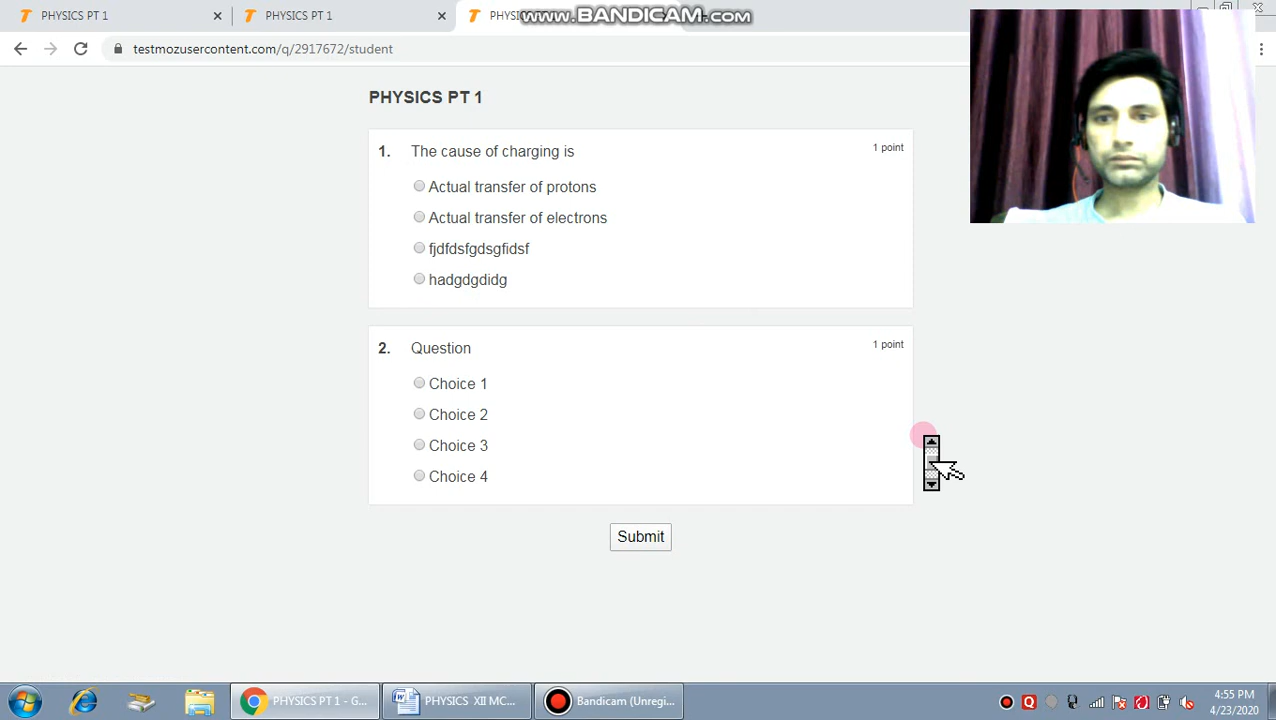 PHYSICS PT 1
PHYSICS PT 1
www.BANDICAM.com
testmozusercontent.com/q/2917672/student
PHYSICS PT 1
1. The cause of charging is 1 point
Actual transfer of protons
Actual transfer of electrons
fjdfdsfgdsgfidsf
hadgdgdidg
2. Question 1 point
Choice 1
Choice 2
Choice 3
Choice 4
Submit
PHYSICS PT 1 - G...
PHYSICS XII MC...
Bandicam (Unregi...
4:55 PM
4/23/2020